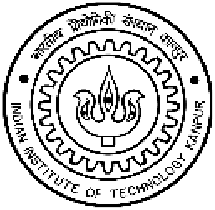 भारतीय प्रौद्योगिकी संस्थान कानपुर
INDIAN INSTITUTE OF TECHNOLOGY KANPUR